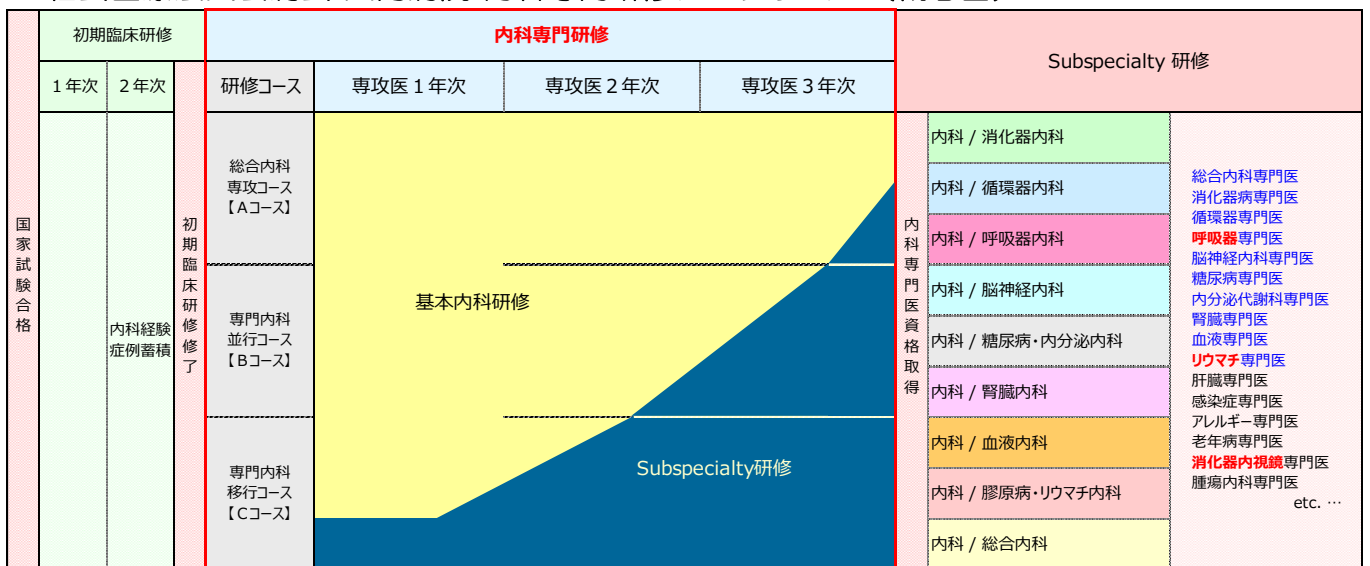 初期臨床研修
内科専門研修
Subspecialty 研修
1年次
2年次
研修コース
専攻医1年次
専攻医2年次
専攻医3年次
国家試験合格
内科経験
症例蓄積
初期臨床研修修了
総合内科
専攻コース
【Aコース】
専門内科
並行コース
【Bコース】
専門内科
移行コース
【Cコース】
基本内科研修
Subspecialty研修
内科専門医資格取得
内科 / 消化器内科
内科 / 循環器内科
内科 / 呼吸器内科
内科 / 脳神経内科
内科 / 糖尿病・内分泌内科
内科 / 腎臓内科
内科 / 血液内科
内科 / 膠原病・リウマチ内科
内科 / 総合内科
総合内科専門医
消化器病専門医
循環器専門医
呼吸器専門医
脳神経内科専門医
糖尿病専門医
内分泌代謝科専門医
腎臓専門医
血液専門医
リウマチ専門医
肝臓専門医
感染症専門医
アレルギー専門医
老年病専門医
消化器内視鏡専門医
腫瘍内科専門医
etc. …